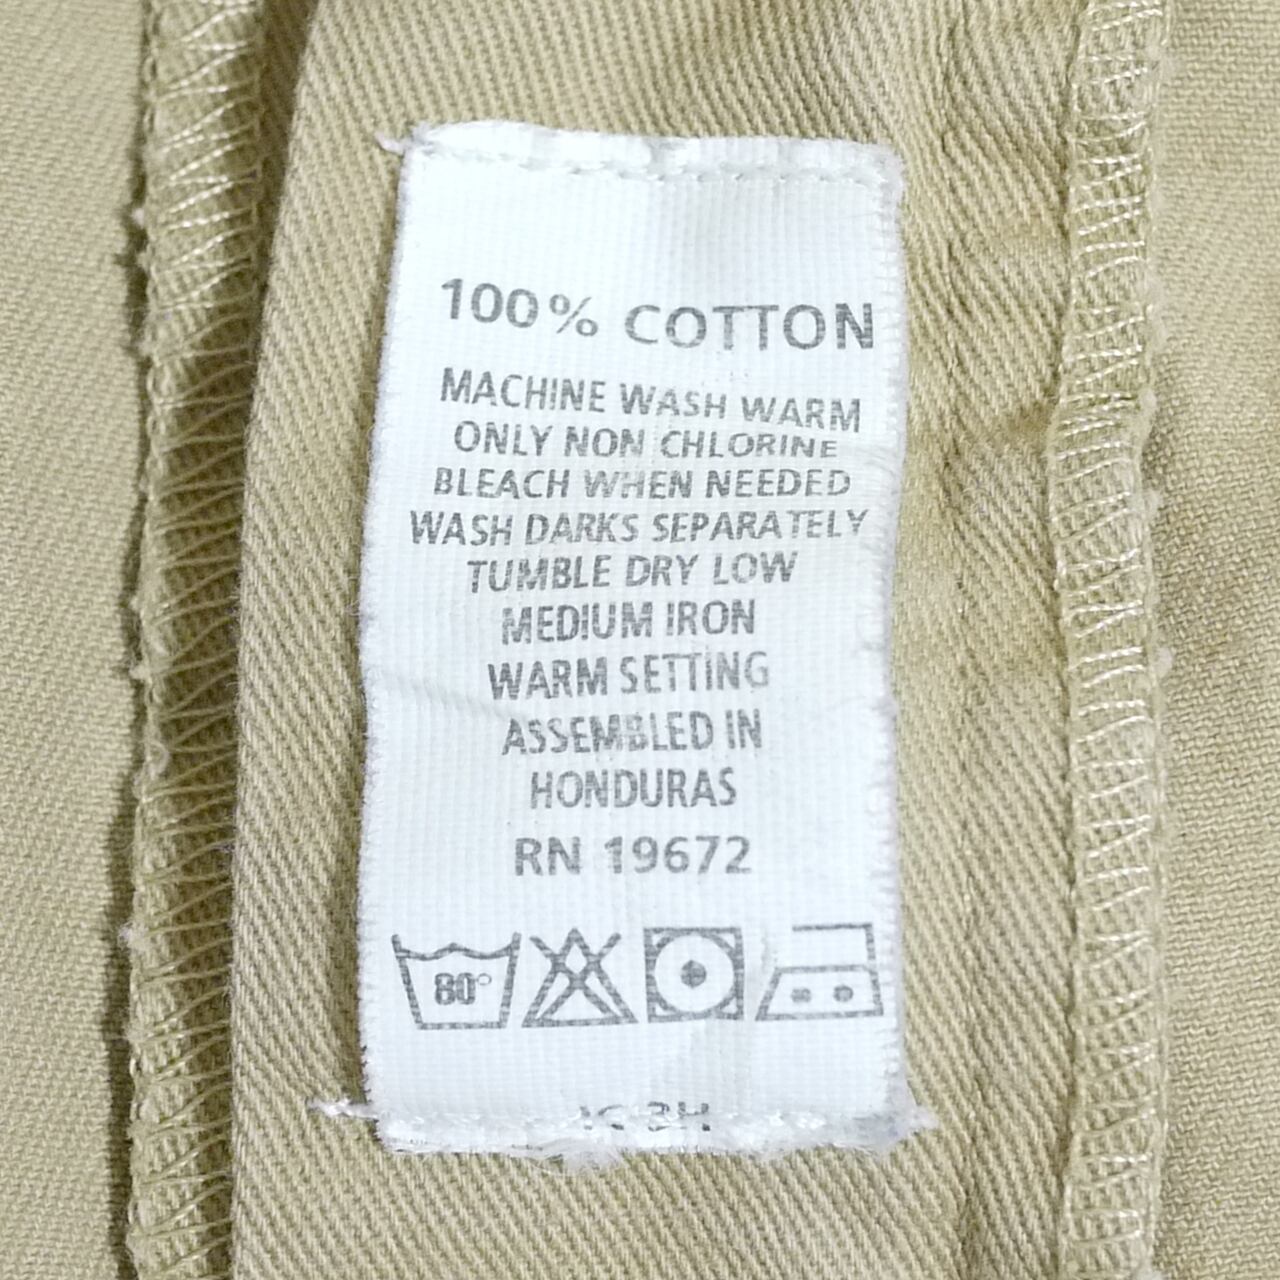 100% COTTON
MACHINE WASH WARM
ONLY NON CHLORINE
BLEACH WHEN NEEDED
WASH DARKS SEPARATELY
TUMBLE DRY LOW
MEDIUM IRON
WARM SETTING
ASSEMBLED IN
HONDURAS
RN 19672
80°